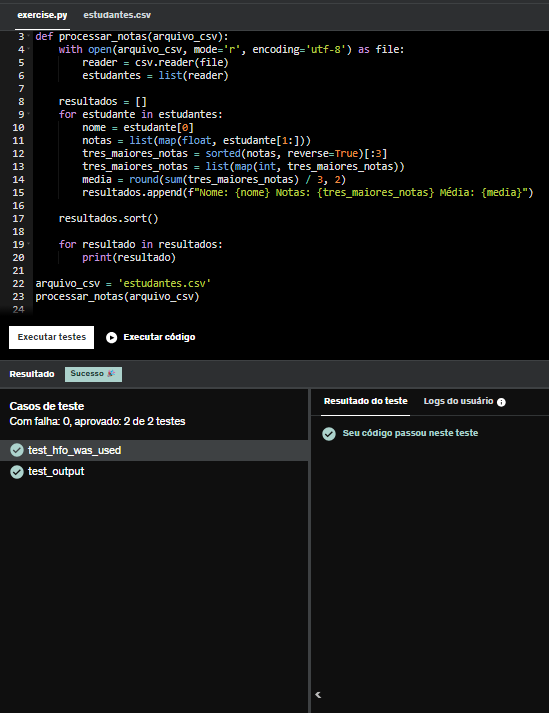 exercise.py estudantes.csv
3 def processar_notas(arquivo_csv):
4     with open(arquivo_csv, mode='r', encoding='utf-8') as file:
5         reader = csv.reader(file)
6         estudantes = list(reader)
7
8     resultados = []
9     for estudante in estudantes:
10         nome = estudante[0]
11         notas = list(map(float, estudante[1:]))
12         tres_maiores_notas = sorted(notas, reverse=True)[:3]
13         tres_maiores_notas = list(map(int, tres_maiores_notas))
14         media = round(sum(tres_maiores_notas) / 3, 2)
15         resultados.append(f"Nome: {nome} Notas: {tres_maiores_notas} Média: {media}")
16
17     resultados.sort()
18
19     for resultado in resultados:
20         print(resultado)
21
22 arquivo_csv = 'estudantes.csv'
23 processar_notas(arquivo_csv)
24
Executar testes Executar código
Resultado Sucesso 🎉
Casos de teste
Com falha: 0, aprovado: 2 de 2 testes
test_hfo_was_used
test_output
Resultado do teste Logs do usuário
Seu código passou neste teste